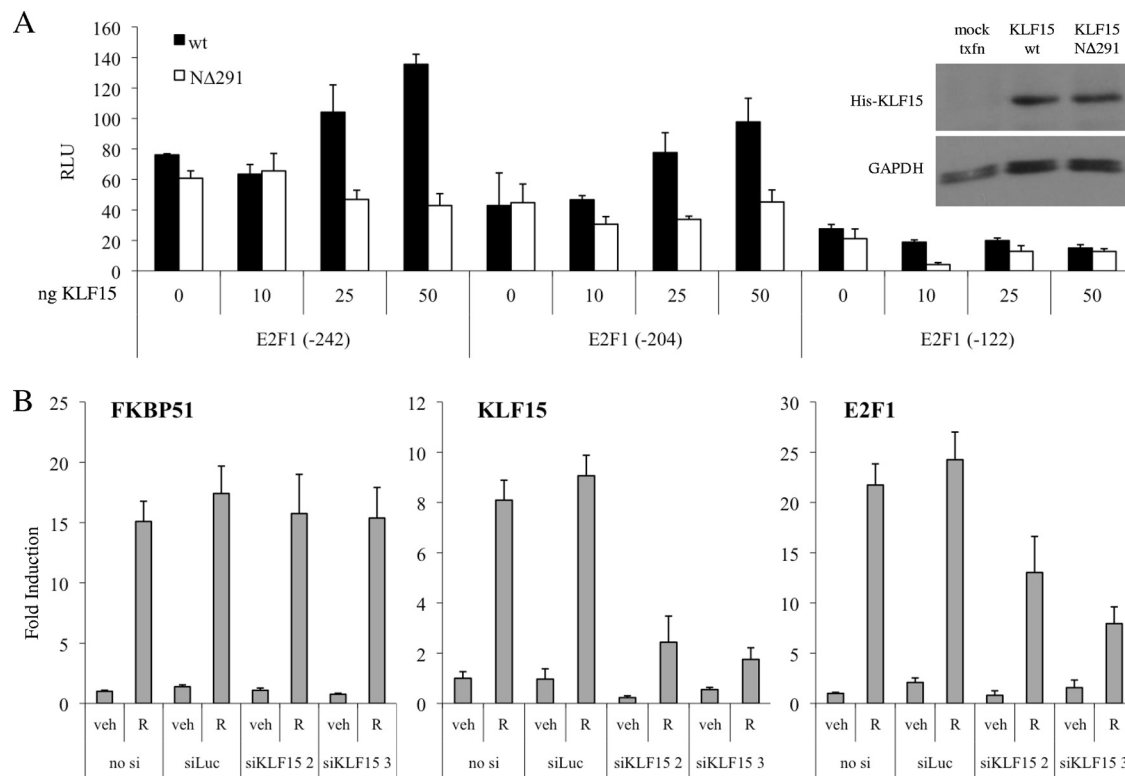 A
160
140
120
100
80
60
40
20
0
RLU
wt
NΔ291
mock txfn
KLF15 wt
KLF15 NΔ291
His-KLF15
GAPDH
ng KLF15 0 10 25 50 0 10 25 50 0 10 25 50
E2F1 (-242) E2F1 (-204) E2F1 (-122)
B
Fold Induction
FKBP51
25
20
15
10
5
0
veh R veh R veh R veh R
no si siLuc siKLF15 2 siKLF15 3
KLF15
12
10
8
6
4
2
0
veh R veh R veh R veh R
no si siLuc siKLF15 2 siKLF15 3
E2F1
30
25
20
15
10
5
0
veh R veh R veh R veh R
no si siLuc siKLF15 2 siKLF15 3